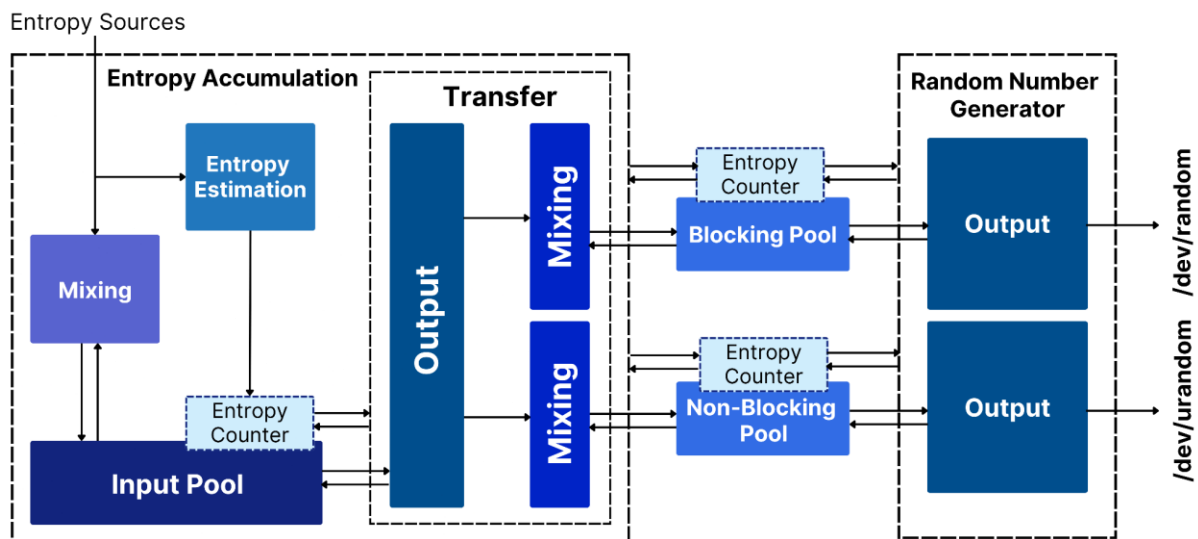 Entropy Sources
Entropy Accumulation
Transfer
Random Number
Generator
Entropy
Estimation
Mixing
Entropy
Counter
Input Pool
Output
Mixing
Mixing
Entropy
Counter
Blocking Pool
Entropy
Counter
Non-Blocking
Pool
Output
Output
/dev/random
/dev/urandom